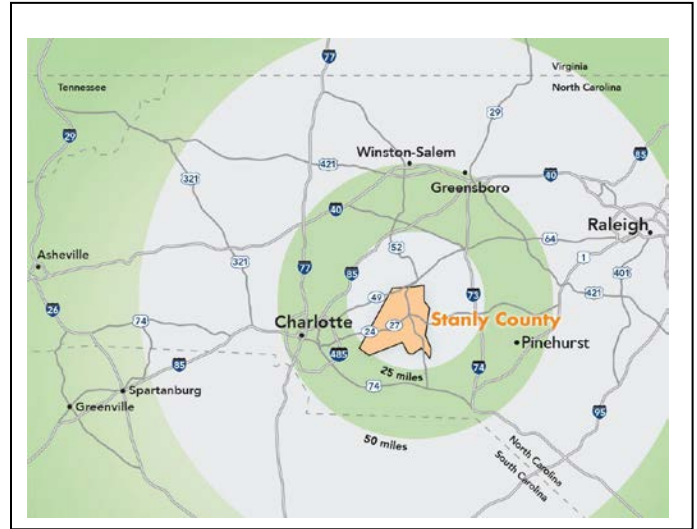 77
Virginia
Tennessee
North Carolina
29
29
Winston-Salem
85
421
Greensboro
40
321
40
Raleigh
64
52
1
Asheville
321
77
85
401
421
49
73
26
Stanly County
74
Charlotte
24
27
Pinehurst
485
85
25 miles
74
74
Spartanburg
Greenville
95
50 miles
North Carolina
South Carolina